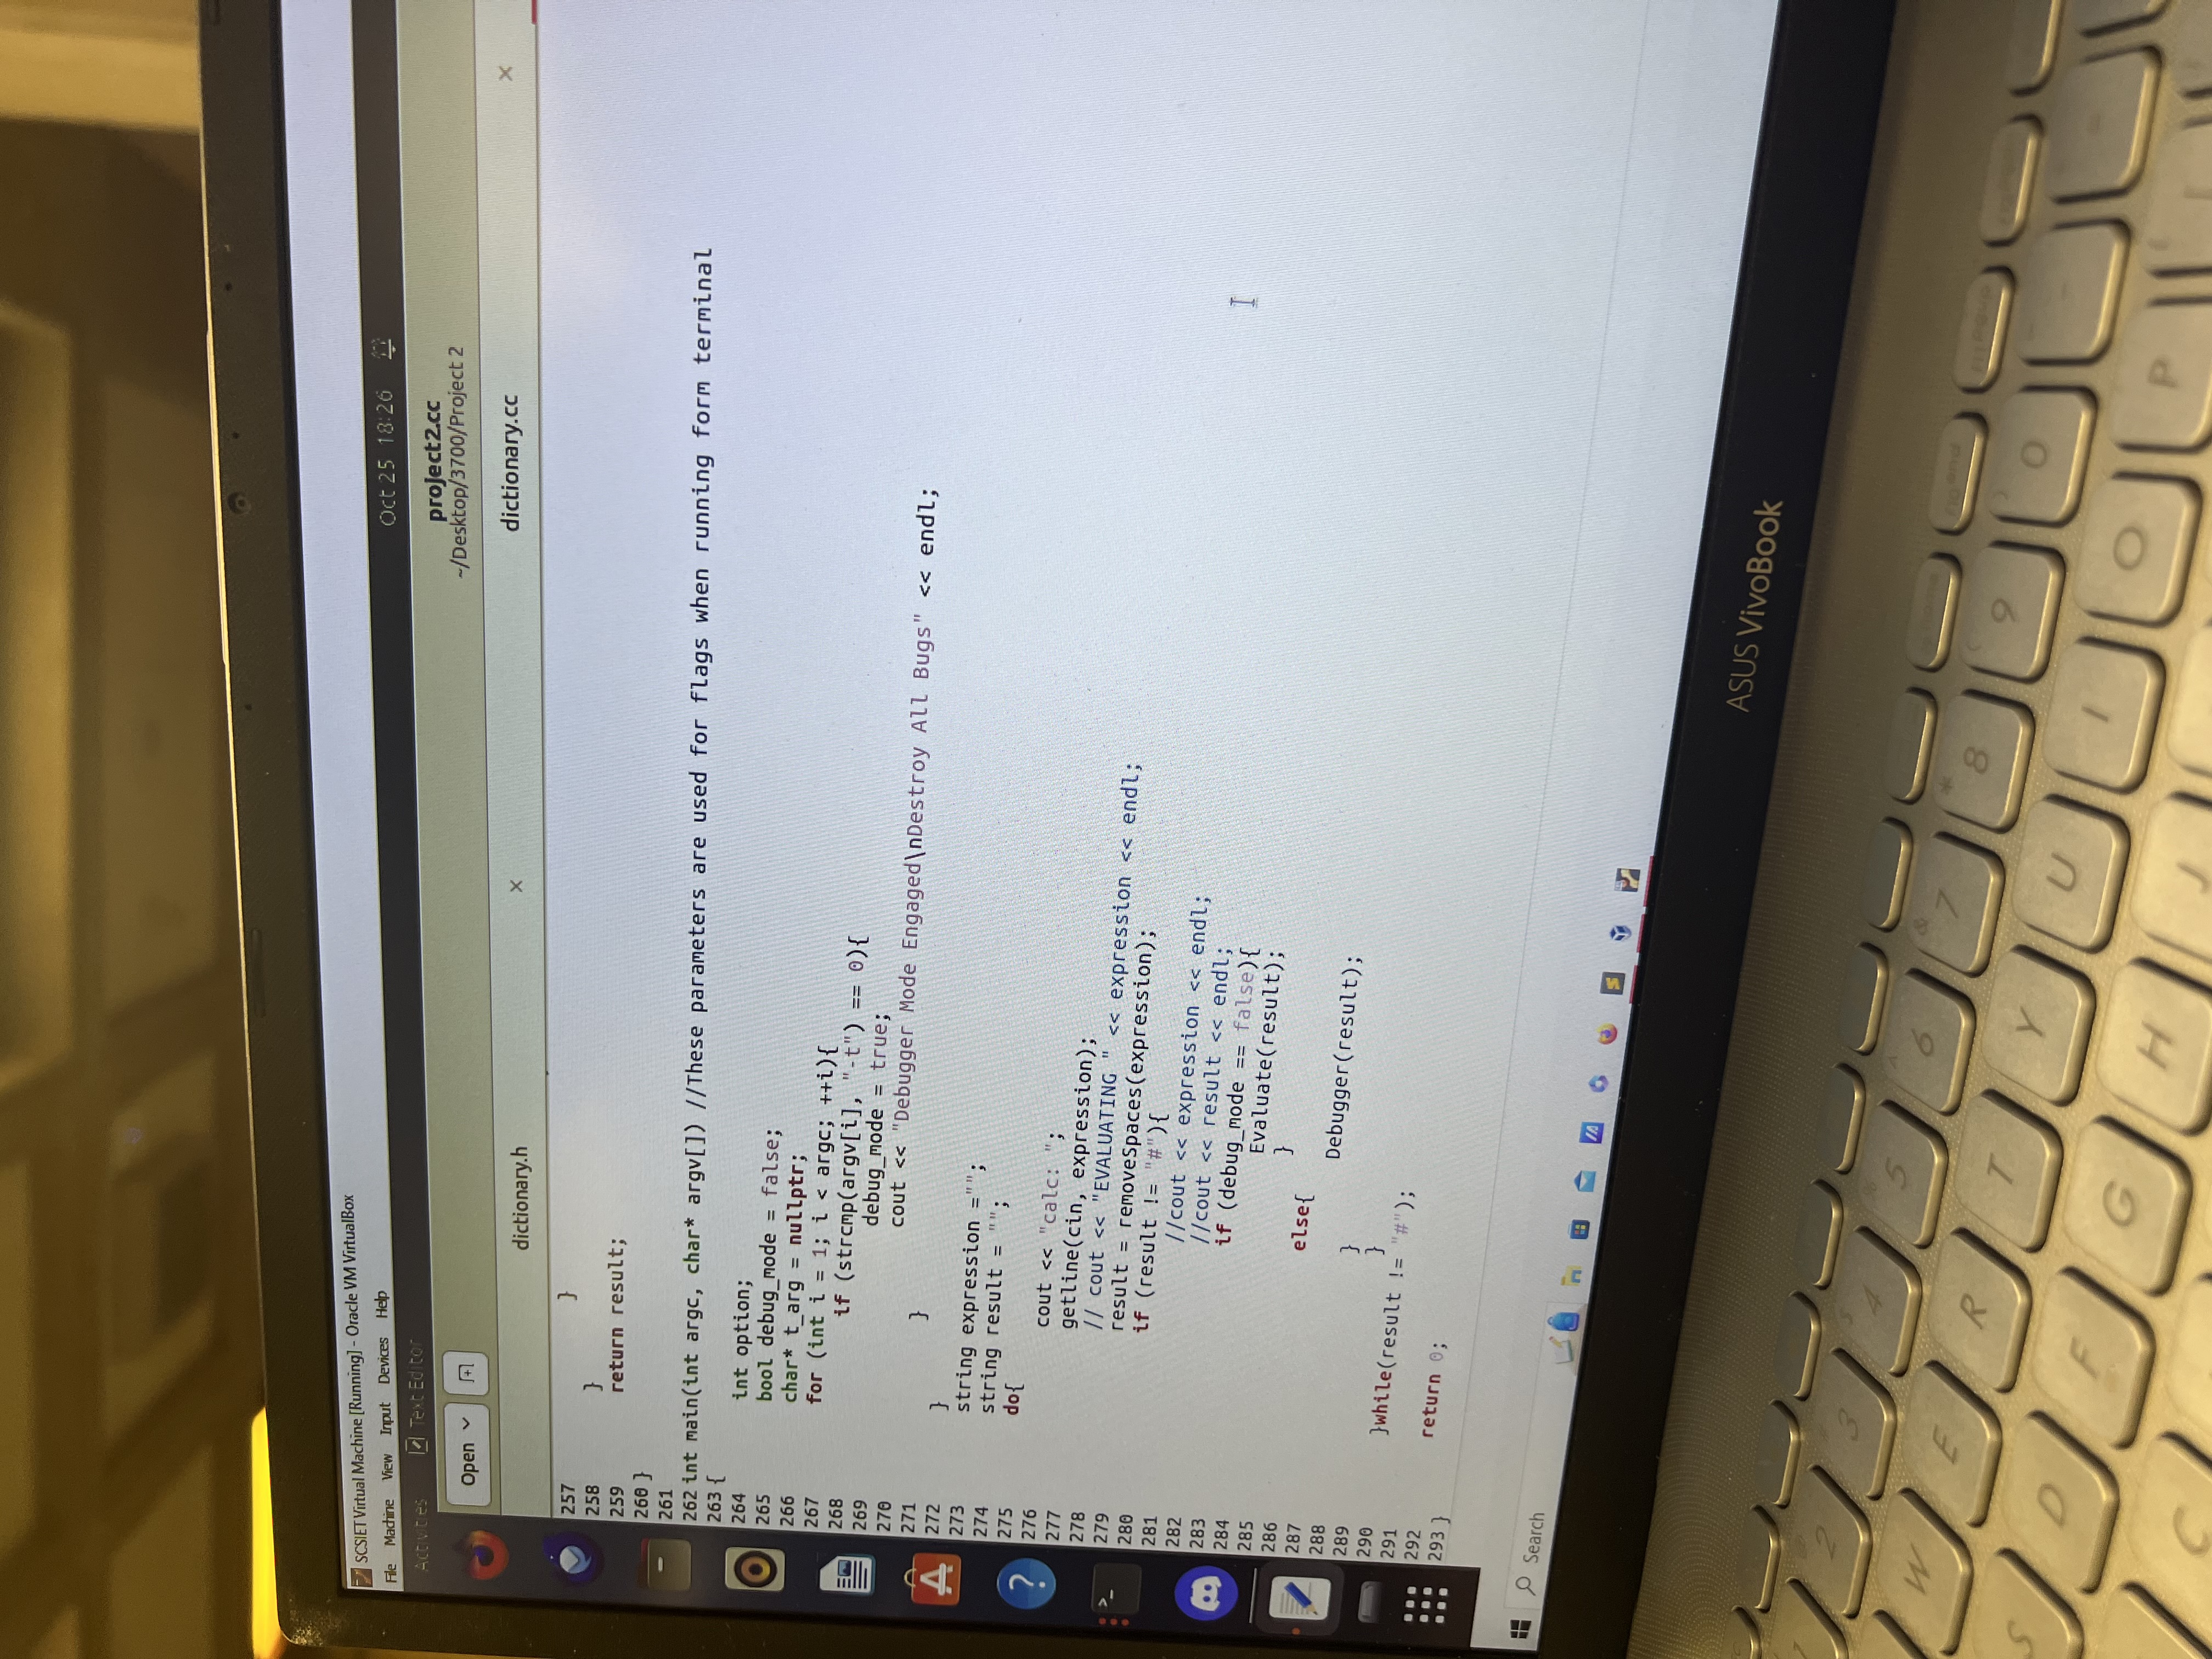 SCSIET Virtual Machine [Running] - Oracle VM VirtualBox
File Machine View Input Devices Help
Activities Text Editor Oct 25 18:26
Open project2.cc
~/Desktop/3700/Project 2
dictionary.h × dictionary.cc ×
257 }
258 }
259 return result;
260 }
261
262 int main(int argc, char* argv[]) //These parameters are used for flags when running form terminal
263 {
264 int option;
265 bool debug_mode = false;
266 char* t_arg = nullptr;
267 for (int i = 1; i < argc; ++i){
268 if (strcmp(argv[i], "-t") == 0){
269 debug_mode = true;
270 cout << "Debugger Mode Engaged\nDestroy All Bugs" << endl;
271 }
272 }
273 string expression ="";
274 string result = "";
275 do{
276 cout << "calc: ";
277 getline(cin, expression);
278 // cout << "EVALUATING " << expression << endl;
279 result = removeSpaces(expression);
280 if (result != "#"){
281 //cout << expression << endl;
282 //cout << result << endl;
283 if (debug_mode == false){
284 Evaluate(result);
285 }
286 else{
287 Debugger(result);
288 }
289 }
290 }while(result != "#");
291
292 return 0;
293 }
Search
ASUS VivoBook
2 3 4 5 6 7 8 9 0
W E R T Y U I O P
S D F G H J
C